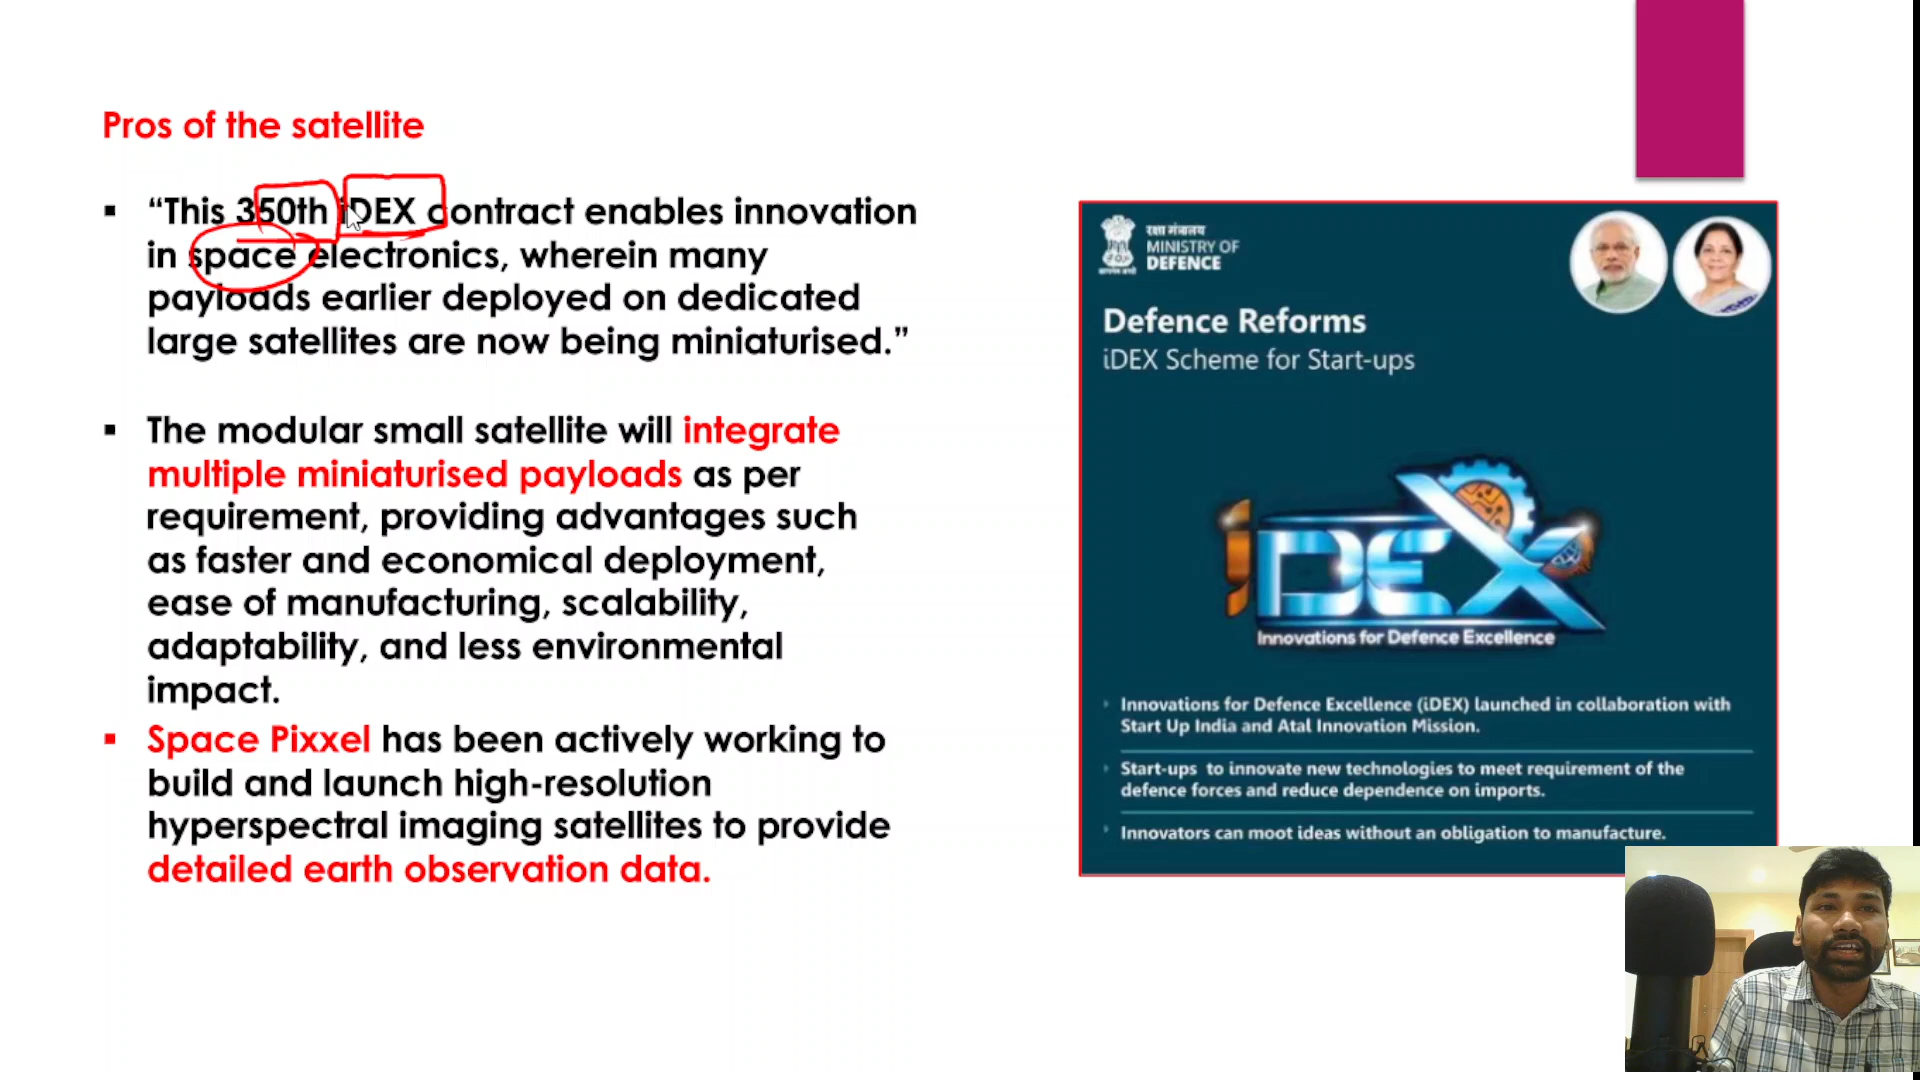 Pros of the satellite
▪ “This 350th iDEX contract enables innovation
in space electronics, wherein many
payloads earlier deployed on dedicated
large satellites are now being miniaturised.”
▪ The modular small satellite will integrate
multiple miniaturised payloads as per
requirement, providing advantages such
as faster and economical deployment,
ease of manufacturing, scalability,
adaptability, and less environmental
impact.
▪ Space Pixxel has been actively working to
build and launch high-resolution
hyperspectral imaging satellites to provide
detailed earth observation data.
रक्षा मंत्रालय
MINISTRY OF
DEFENCE
Defence Reforms
iDEX Scheme for Start-ups
iDEX
Innovations for Defence Excellence
Innovations for Defence Excellence (iDEX) launched in collaboration with
Start Up India and Atal Innovation Mission.
Start-ups to innovate new technologies to meet requirement of the
defence forces and reduce dependence on imports.
Innovators can moot ideas without an obligation to manufacture.